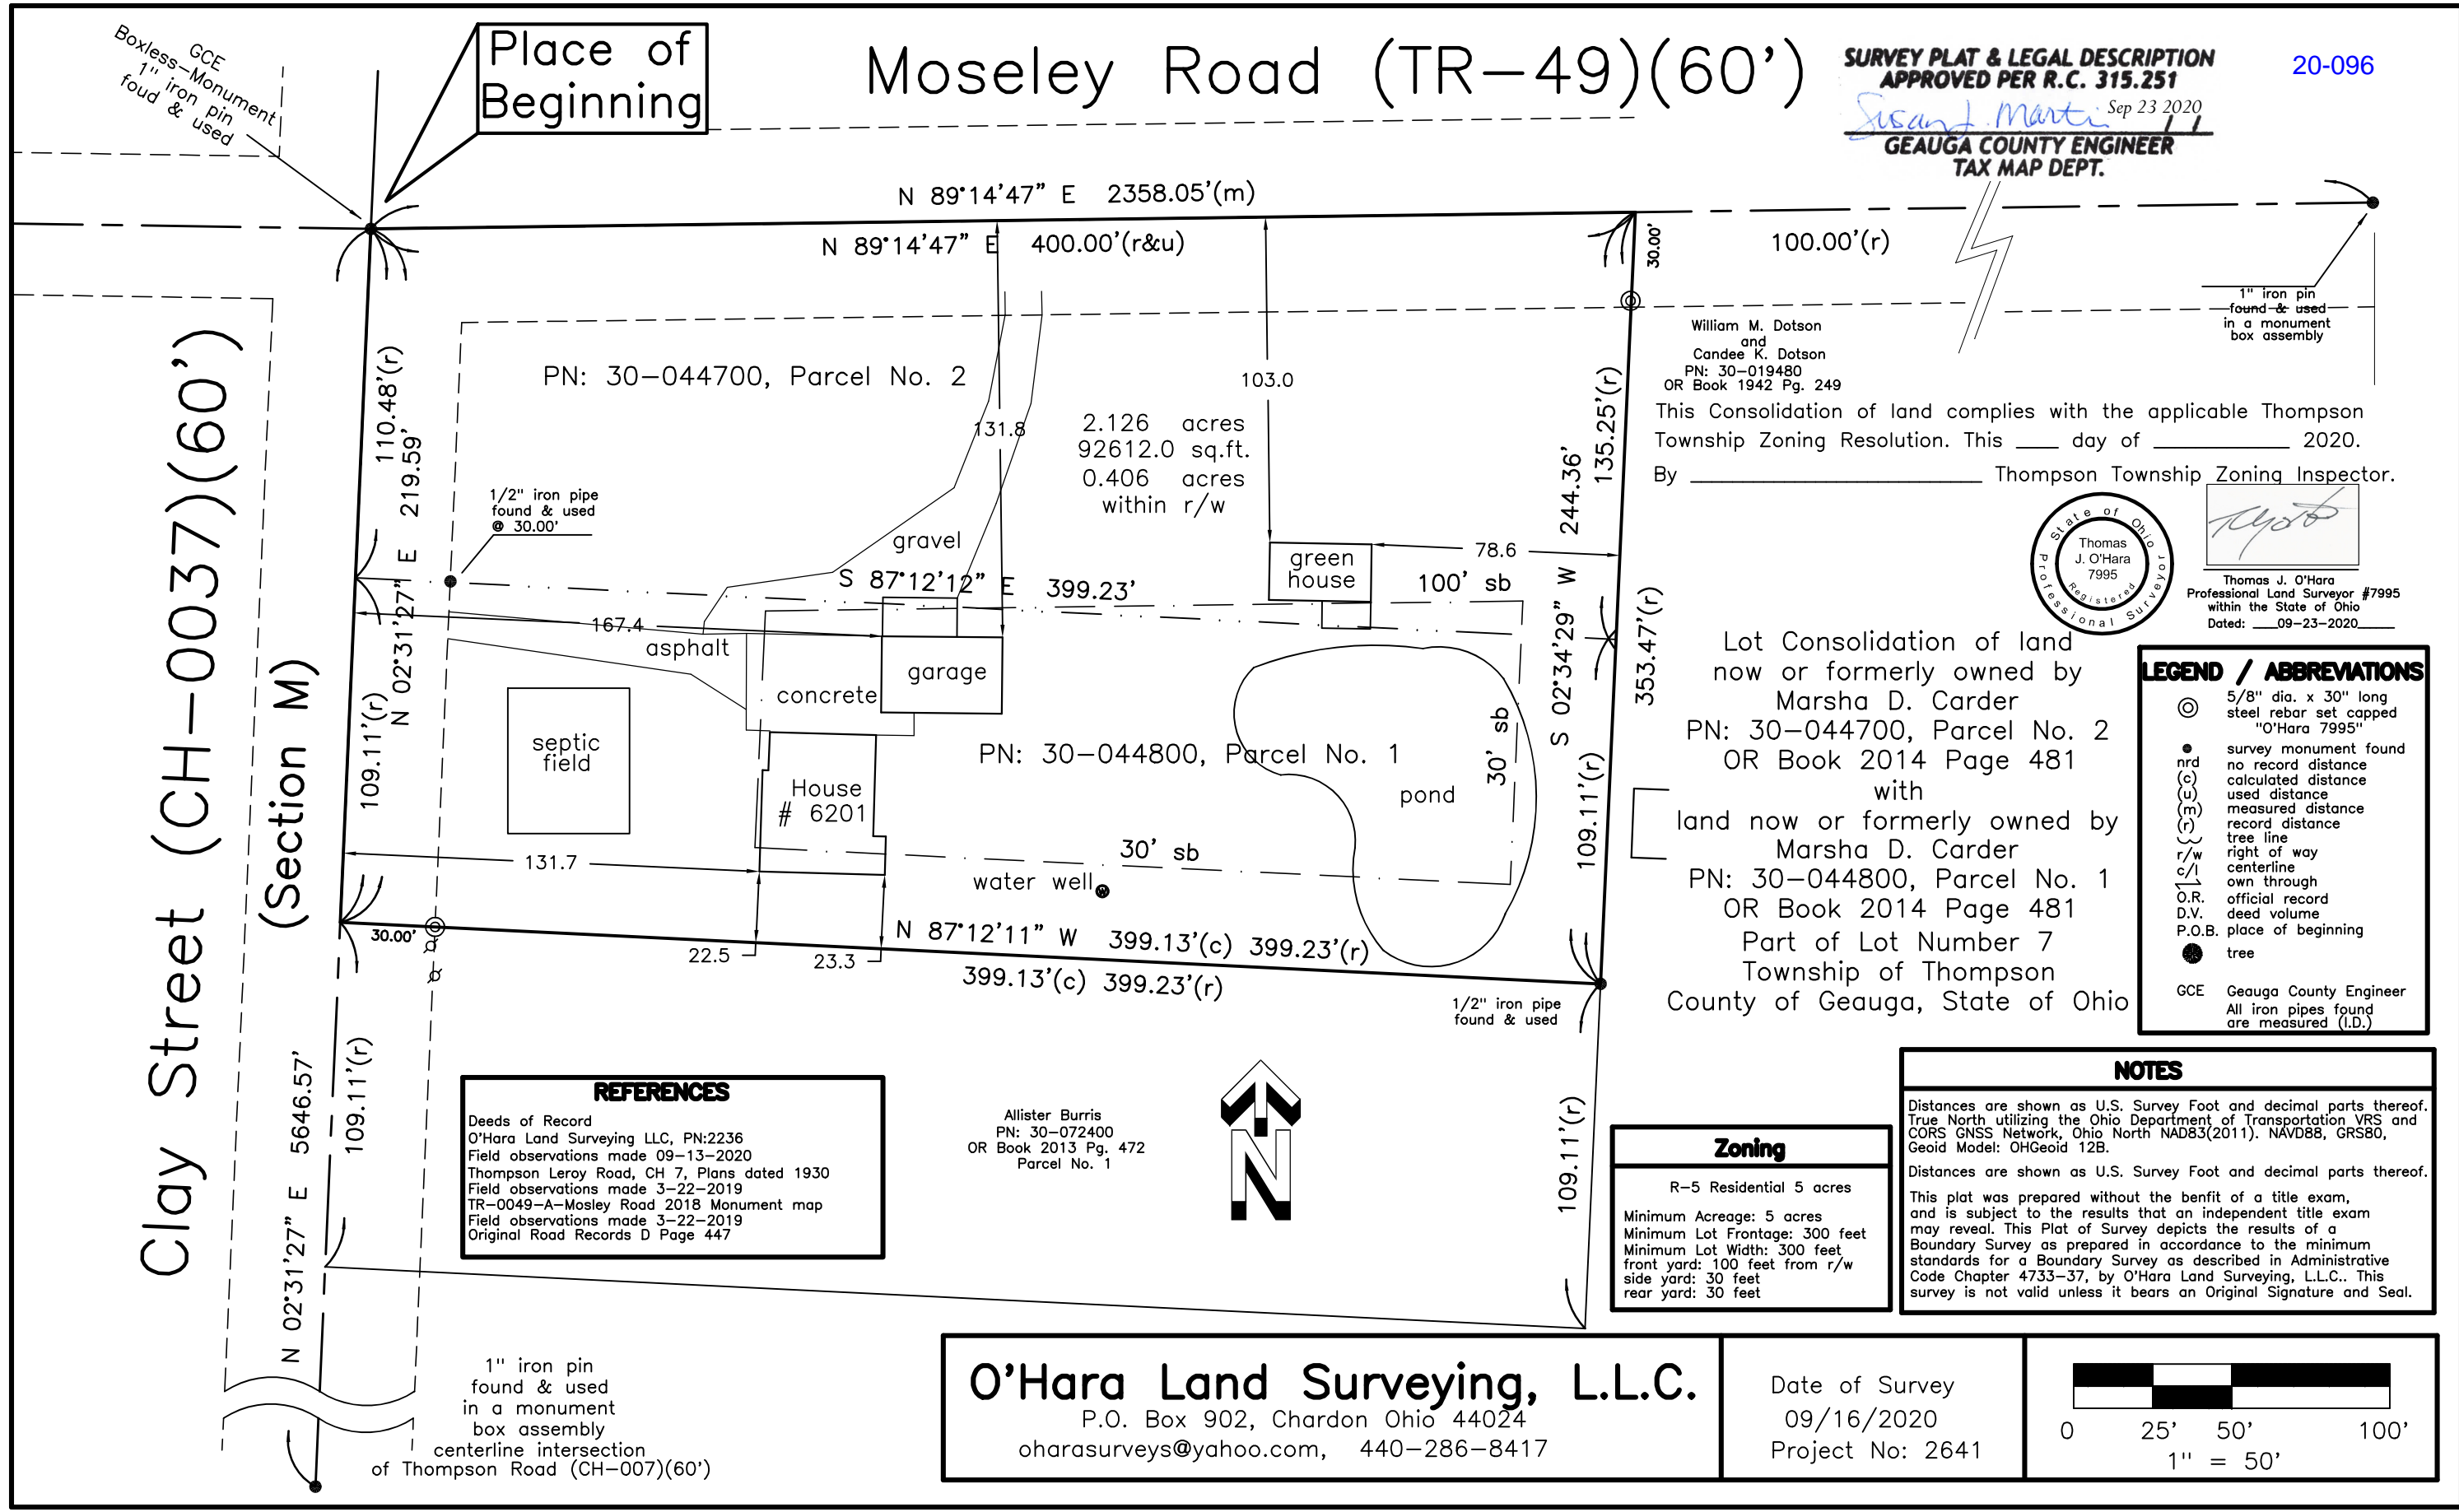 GCE
Boxless-Monument
1" iron pin
foud & used
Place of
Beginning
Moseley Road (TR-49)(60')
SURVEY PLAT & LEGAL DESCRIPTION
APPROVED PER R.C. 315.251
Susan L. Martin Sep 23 2020
GEAUGA COUNTY ENGINEER
TAX MAP DEPT.
20-096
N 89°14'47" E 2358.05'(m)
N 89°14'47" E 400.00'(r&u)
30.00'
100.00'(r)
1" iron pin
found & used
in a monument
box assembly
Clay Street (CH-0037)(60')
(Section M)
110.48'(r)
N 02°31'27" E 219.59'
109.11'(r)
PN: 30-044700, Parcel No. 2
131.8
103.0
2.126 acres
92612.0 sq.ft.
0.406 acres
within r/w
1/2" iron pipe
found & used
@ 30.00'
gravel
S 87°12'12" E 399.23'
green
house
78.6
100' sb
167.4
asphalt
concrete
garage
septic
field
House
# 6201
PN: 30-044800, Parcel No. 1
pond
30' sb
131.7
30' sb
water well
W
30.00'
22.5
23.3
N 87°12'11" W 399.13'(c) 399.23'(r)
399.13'(c) 399.23'(r)
1/2" iron pipe
found & used
135.25'(r)
S 02°34'29" W 244.36'
353.47'(r)
109.11'(r)
109.11'(r)
William M. Dotson
and
Candee K. Dotson
PN: 30-019480
OR Book 1942 Pg. 249
This Consolidation of land complies with the applicable Thompson
Township Zoning Resolution. This ____ day of ____________ 2020.
By ________________________ Thompson Township Zoning Inspector.
State of Ohio
Thomas
J. O'Hara
7995
Registered
Professional Surveyor
Thomas J. O'Hara
Professional Land Surveyor #7995
within the State of Ohio
Dated: ___09-23-2020_____
Lot Consolidation of land
now or formerly owned by
Marsha D. Carder
PN: 30-044700, Parcel No. 2
OR Book 2014 Page 481
with
land now or formerly owned by
Marsha D. Carder
PN: 30-044800, Parcel No. 1
OR Book 2014 Page 481
Part of Lot Number 7
Township of Thompson
County of Geauga, State of Ohio
LEGEND / ABBREVIATIONS
5/8" dia. x 30" long
steel rebar set capped
"O'Hara 7995"
survey monument found
nrd no record distance
(c) calculated distance
(u) used distance
(m) measured distance
(r) record distance
tree line
r/w right of way
c/l centerline
own through
O.R. official record
D.V. deed volume
P.O.B. place of beginning
tree
GCE Geauga County Engineer
All iron pipes found
are measured (I.D.)
N 02°31'27" E 5646.57'
109.11'(r)
REFERENCES
Deeds of Record
O'Hara Land Surveying LLC, PN:2236
Field observations made 09-13-2020
Thompson Leroy Road, CH 7, Plans dated 1930
Field observations made 3-22-2019
TR-0049-A-Mosley Road 2018 Monument map
Field observations made 3-22-2019
Original Road Records D Page 447
Allister Burris
PN: 30-072400
OR Book 2013 Pg. 472
Parcel No. 1
N
Zoning
R-5 Residential 5 acres
Minimum Acreage: 5 acres
Minimum Lot Frontage: 300 feet
Minimum Lot Width: 300 feet
front yard: 100 feet from r/w
side yard: 30 feet
rear yard: 30 feet
NOTES
Distances are shown as U.S. Survey Foot and decimal parts thereof.
True North utilizing the Ohio Department of Transportation VRS and
CORS GNSS Network, Ohio North NAD83(2011). NAVD88, GRS80,
Geoid Model: OHGeoid 12B.
Distances are shown as U.S. Survey Foot and decimal parts thereof.
This plat was prepared without the benfit of a title exam,
and is subject to the results that an independent title exam
may reveal. This Plat of Survey depicts the results of a
Boundary Survey as prepared in accordance to the minimum
standards for a Boundary Survey as described in Administrative
Code Chapter 4733-37, by O'Hara Land Surveying, L.L.C.. This
survey is not valid unless it bears an Original Signature and Seal.
1" iron pin
found & used
in a monument
box assembly
centerline intersection
of Thompson Road (CH-007)(60')
O'Hara Land Surveying, L.L.C.
P.O. Box 902, Chardon Ohio 44024
oharasurveys@yahoo.com, 440-286-8417
Date of Survey
09/16/2020
Project No: 2641
0 25' 50' 100'
1" = 50'